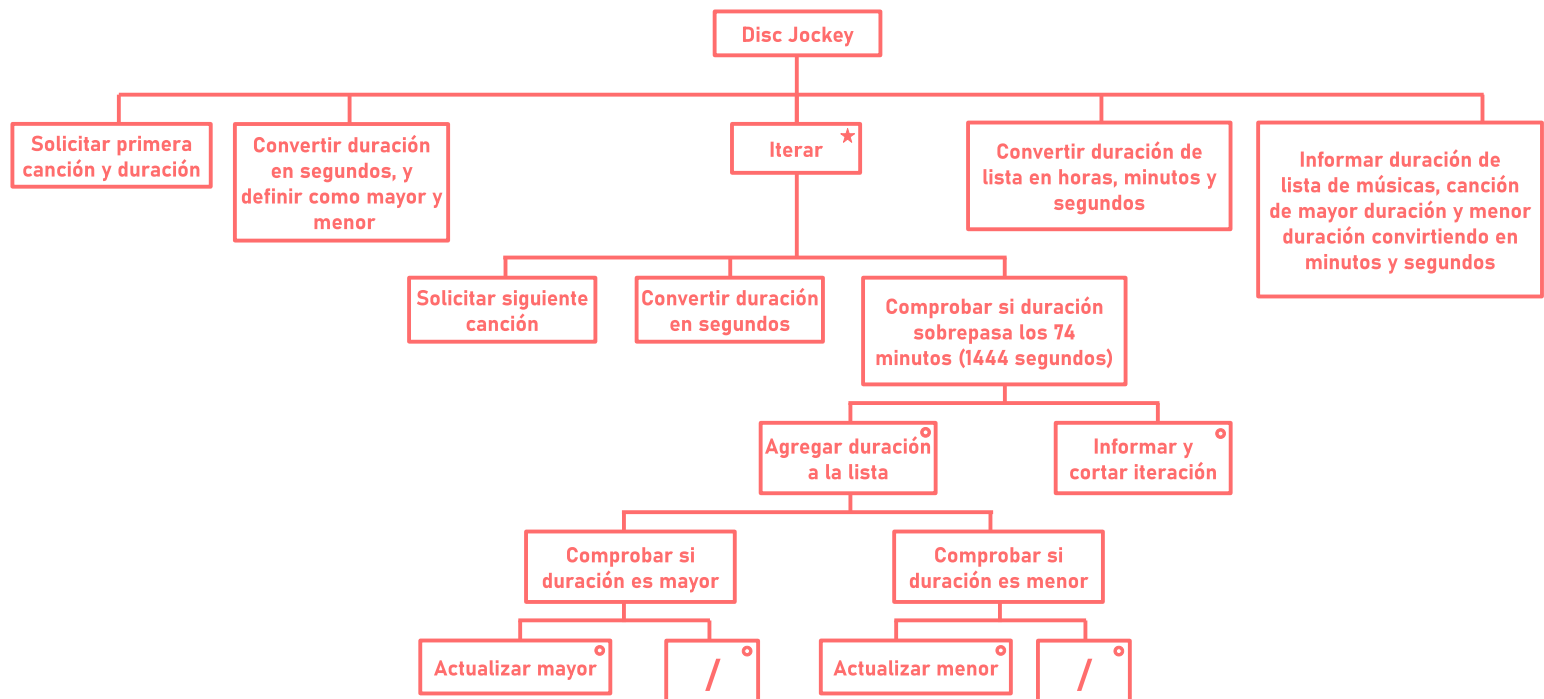 Disc Jockey
Solicitar primera
canción y duración
Convertir duración
en segundos, y
definir como mayor y
menor
Iterar
Convertir duración de
lista en horas, minutos y
segundos
Informar duración de
lista de músicas, canción
de mayor duración y menor
duración convirtiendo en
minutos y segundos
Solicitar siguiente
canción
Convertir duración
en segundos
Comprobar si duración
sobrepasa los 74
minutos (1444 segundos)
Agregar duración
a la lista
Informar y
cortar iteración
Comprobar si
duración es mayor
Comprobar si
duración es menor
Actualizar mayor
/
Actualizar menor
/